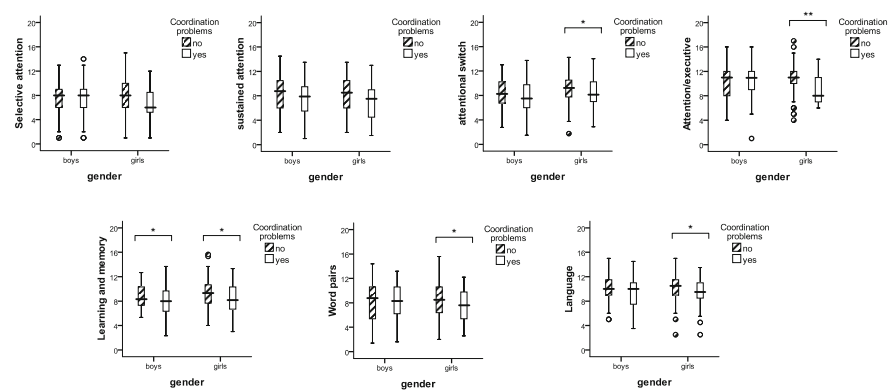 Selective attention
20
16
12
8
4
0
boys
girls
gender
Coordination
problems
no
yes
sustained attention
20
16
12
8
4
0
boys
girls
gender
Coordination
problems
no
yes
attentional switch
20
16
12
8
4
0
*
boys
girls
gender
Coordination
problems
no
yes
Attention/executive
20
16
12
8
4
0
**
boys
girls
gender
Coordination
problems
no
yes
Learning and memory
20
16
12
8
4
0
*
*
boys
girls
gender
Coordination
problems
no
yes
Word pairs
20
16
12
8
4
0
*
boys
girls
gender
Coordination
problems
no
yes
Language
20
16
12
8
4
0
*
boys
girls
gender
Coordination
problems
no
yes